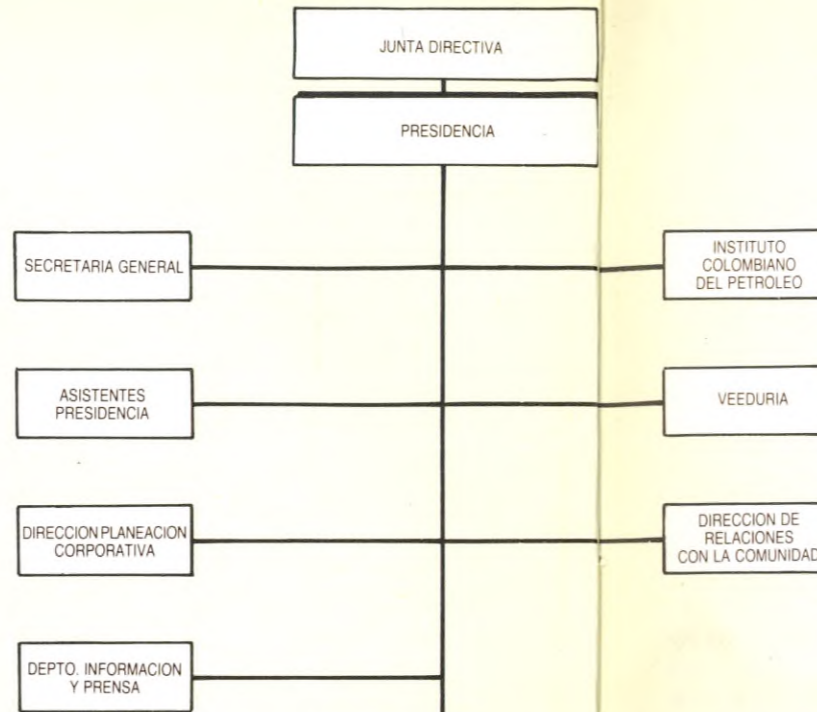 JUNTA DIRECTIVA
PRESIDENCIA
SECRETARIA GENERAL
INSTITUTO
COLOMBIANO
DEL PETROLEO
ASISTENTES
PRESIDENCIA
VEEDURIA
DIRECCION PLANEACION
CORPORATIVA
DIRECCION DE
RELACIONES
CON LA COMUNIDAD
DEPTO. INFORMACION
Y PRENSA